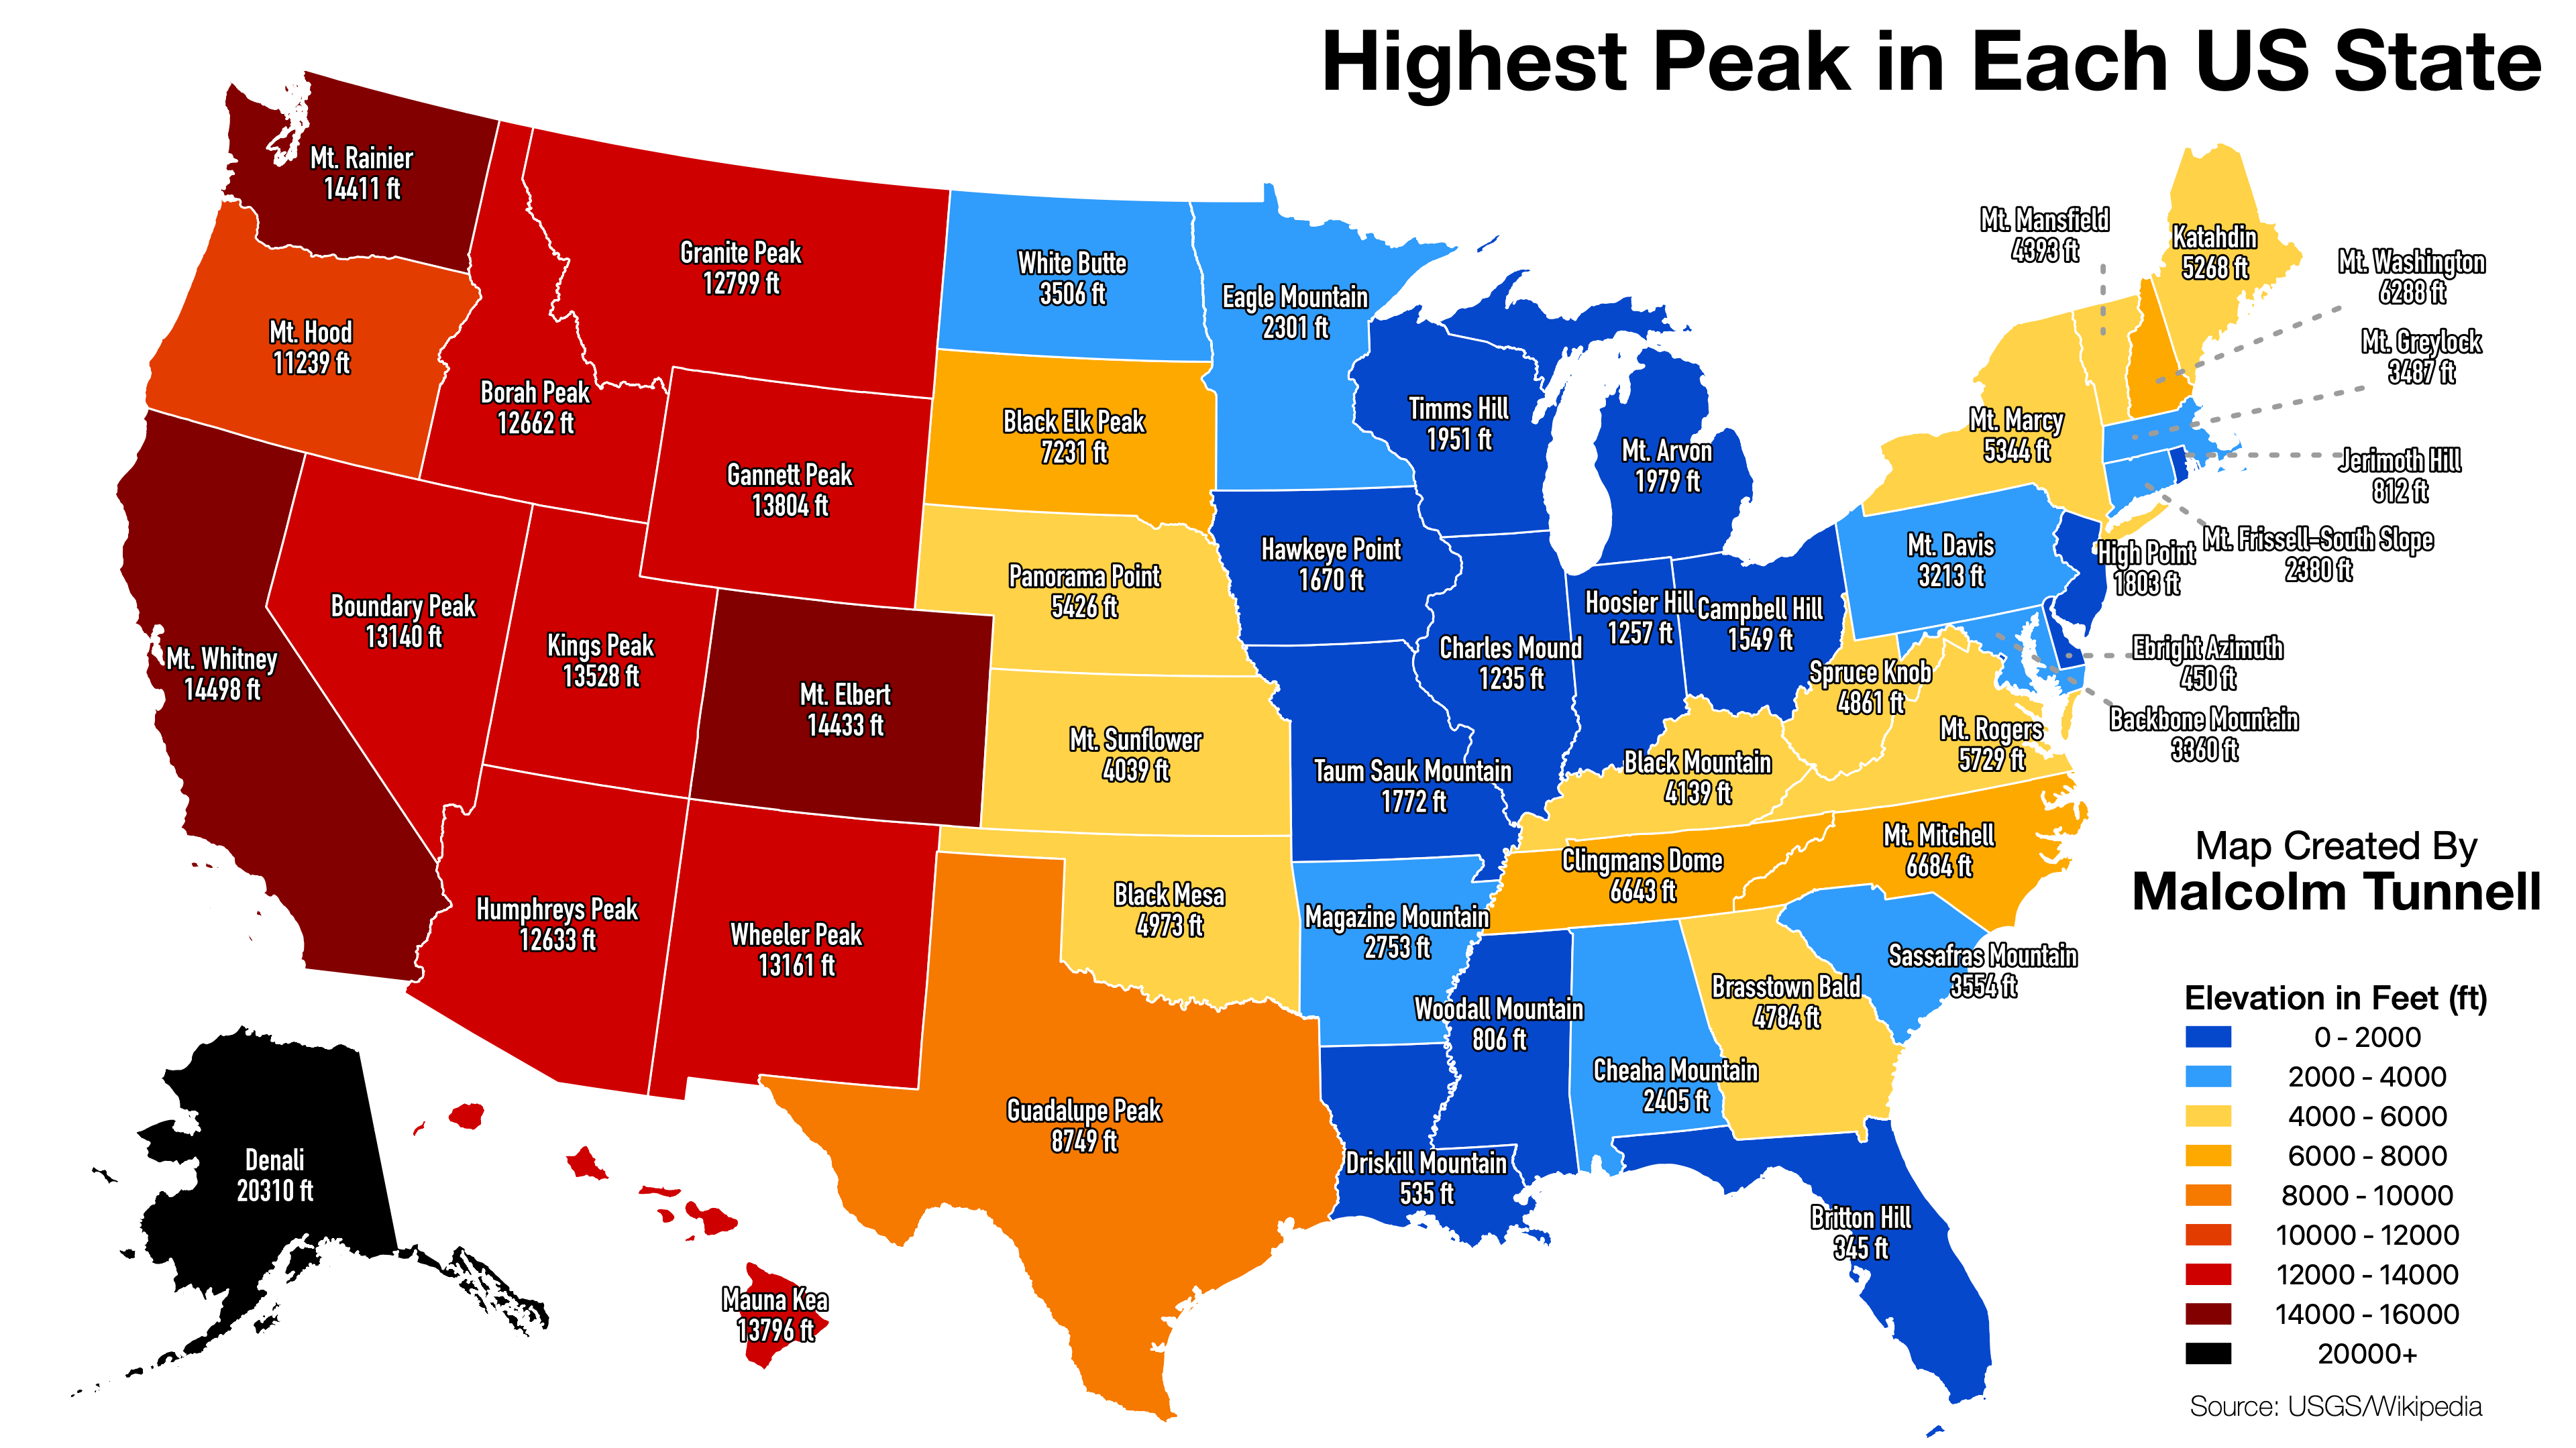 Highest Peak in Each US State
Mt. Rainier
14411 ft
Mt. Hood
11239 ft
Granite Peak
12799 ft
Borah Peak
12662 ft
White Butte
3506 ft
Eagle Mountain
2301 ft
Mt. Mansfield
4393 ft
Katahdin
5268 ft
Mt. Washington
6288 ft
Mt. Greylock
3487 ft
Black Elk Peak
7231 ft
Timms Hill
1951 ft
Mt. Arvon
1979 ft
Mt. Marcy
5344 ft
Jerimoth Hill
812 ft
Gannett Peak
13804 ft
Mt. Frissell-South Slope
2380 ft
High Point
1803 ft
Mt. Davis
3213 ft
Hawkeye Point
1670 ft
Panorama Point
5426 ft
Boundary Peak
13140 ft
Kings Peak
13528 ft
Mt. Whitney
14498 ft
Mt. Elbert
14433 ft
Charles Mound
1235 ft
Hoosier Hill
1257 ft
Campbell Hill
1549 ft
Ebright Azimuth
450 ft
Spruce Knob
4861 ft
Backbone Mountain
3360 ft
Mt. Rogers
5729 ft
Mt. Sunflower
4039 ft
Taum Sauk Mountain
1772 ft
Black Mountain
4139 ft
Mt. Mitchell
6684 ft
Clingmans Dome
6643 ft
Humphreys Peak
12633 ft
Wheeler Peak
13161 ft
Black Mesa
4973 ft
Magazine Mountain
2753 ft
Sassafras Mountain
3554 ft
Brasstown Bald
4784 ft
Woodall Mountain
806 ft
Cheaha Mountain
2405 ft
Guadalupe Peak
8749 ft
Driskill Mountain
535 ft
Britton Hill
345 ft
Denali
20310 ft
Mauna Kea
13796 ft
Map Created By
Malcolm Tunnell
Elevation in Feet (ft)
0 - 2000
2000 - 4000
4000 - 6000
6000 - 8000
8000 - 10000
10000 - 12000
12000 - 14000
14000 - 16000
20000+
Source: USGS/Wikipedia